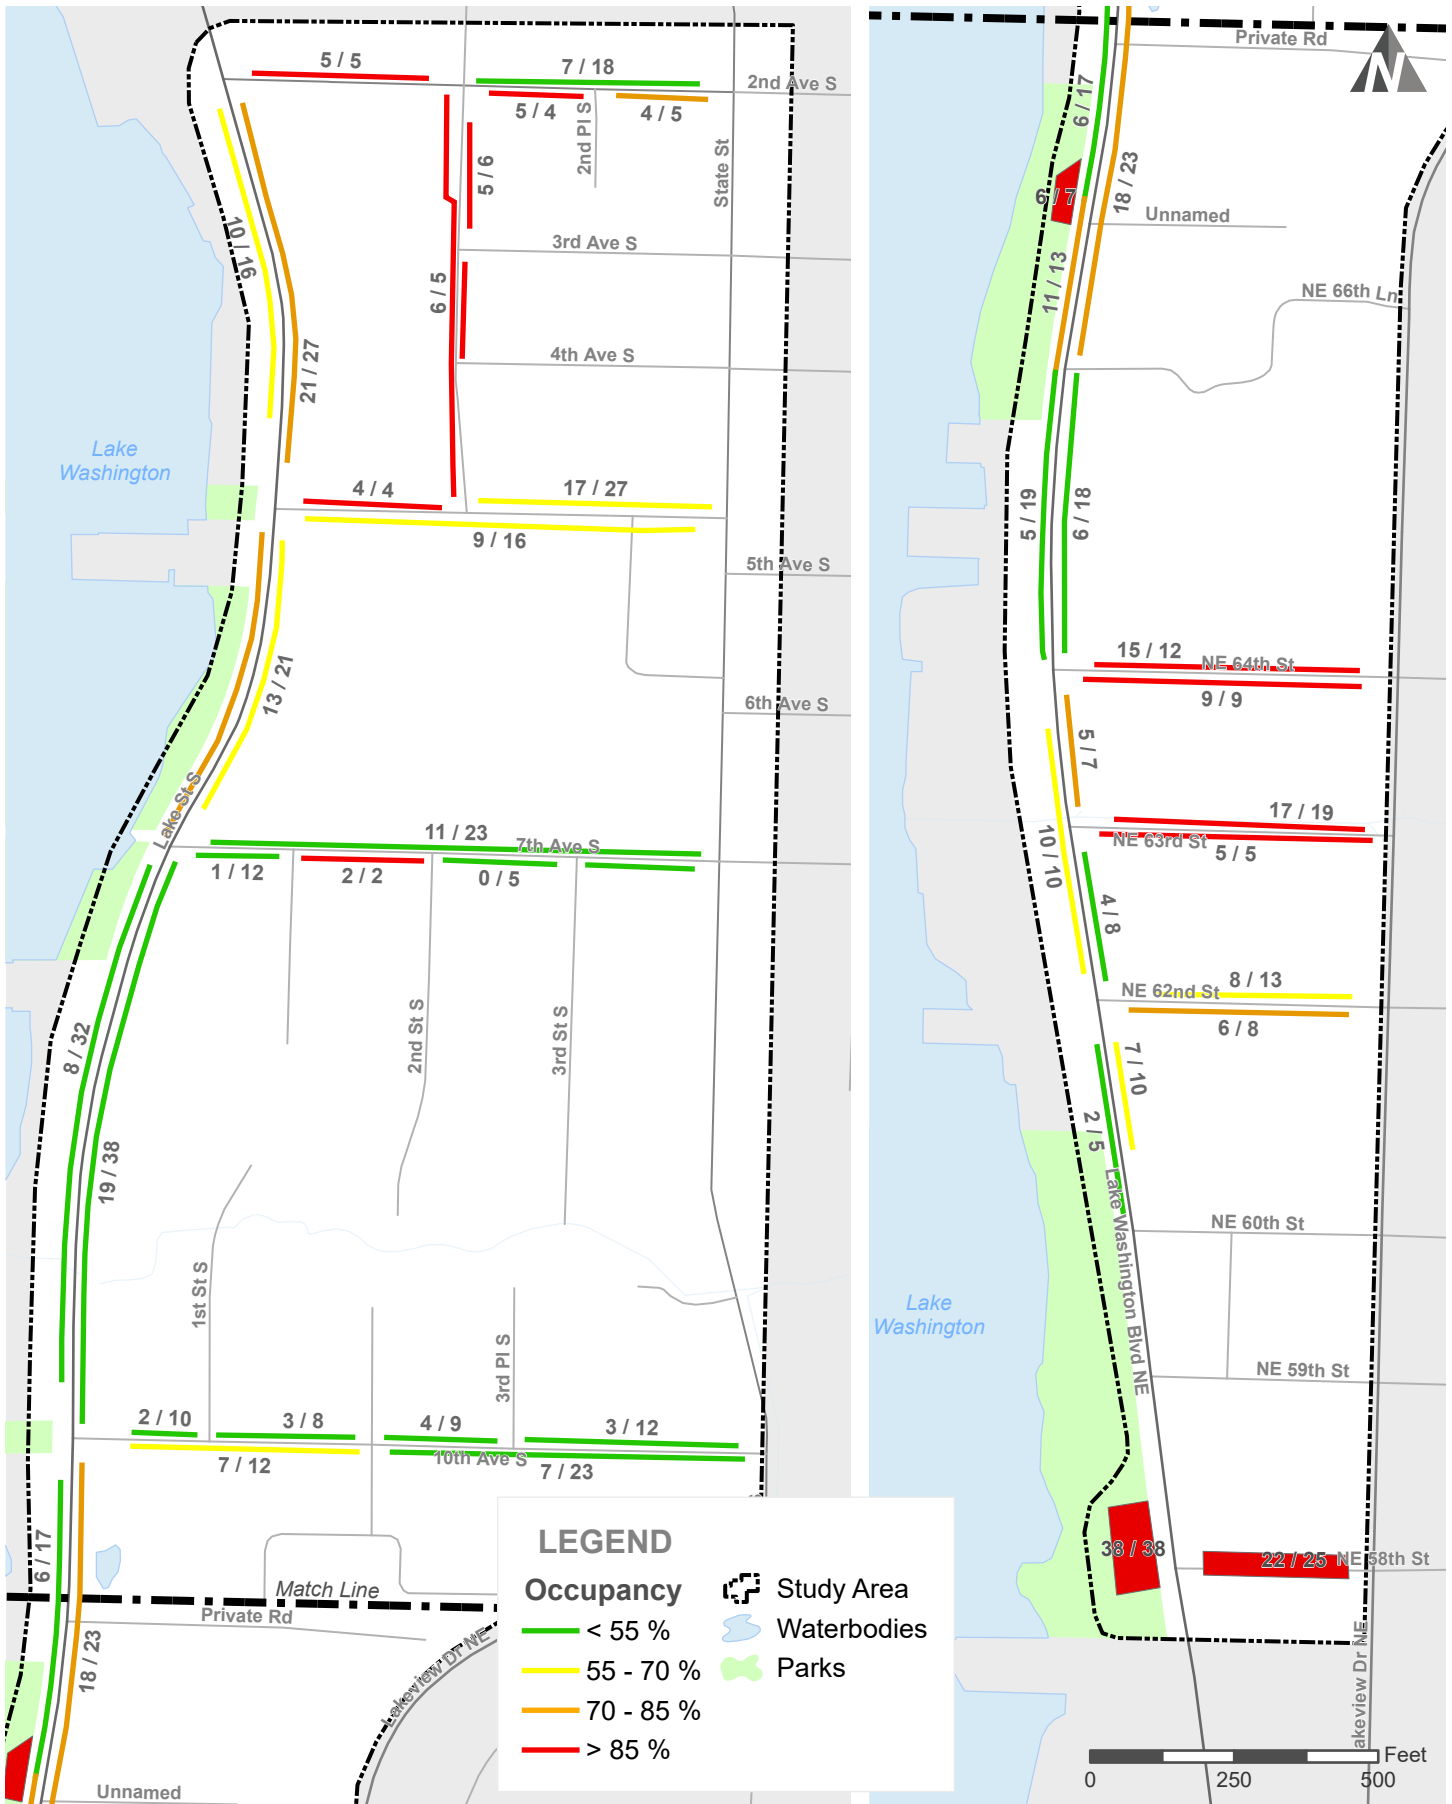 5 / 5
7 / 18
2nd Ave S
5 / 4
4 / 5
2nd Pl S
State St
5 / 6
10 / 16
3rd Ave S
6 / 5
21 / 27
4th Ave S
Lake
Washington
4 / 4
17 / 27
9 / 16
5th Ave S
13 / 21
6th Ave S
Lake St S
11 / 23
7th Ave S
1 / 12
2 / 2
0 / 5
8 / 32
2nd St S
3rd St S
19 / 38
1st St S
3rd Pl S
2 / 10
3 / 8
4 / 9
3 / 12
7 / 12
10th Ave S
7 / 23
6 / 17
Match Line
Private Rd
18 / 23
Lakeview Dr NE
Unnamed
LEGEND
Occupancy
< 55 %
55 - 70 %
70 - 85 %
> 85 %
Study Area
Waterbodies
Parks
Private Rd
N
6 / 17
18 / 23
6 / 7
Unnamed
11 / 13
NE 66th Ln
5 / 19
6 / 18
15 / 12
NE 64th St
9 / 9
5 / 7
17 / 19
NE 63rd St
5 / 5
10 / 10
4 / 8
8 / 13
NE 62nd St
6 / 8
7 / 10
2 / 5
Lake Washington Blvd NE
NE 60th St
Lake
Washington
NE 59th St
38 / 38
22 / 25
NE 58th St
akeview Dr NE
Feet
0
250
500